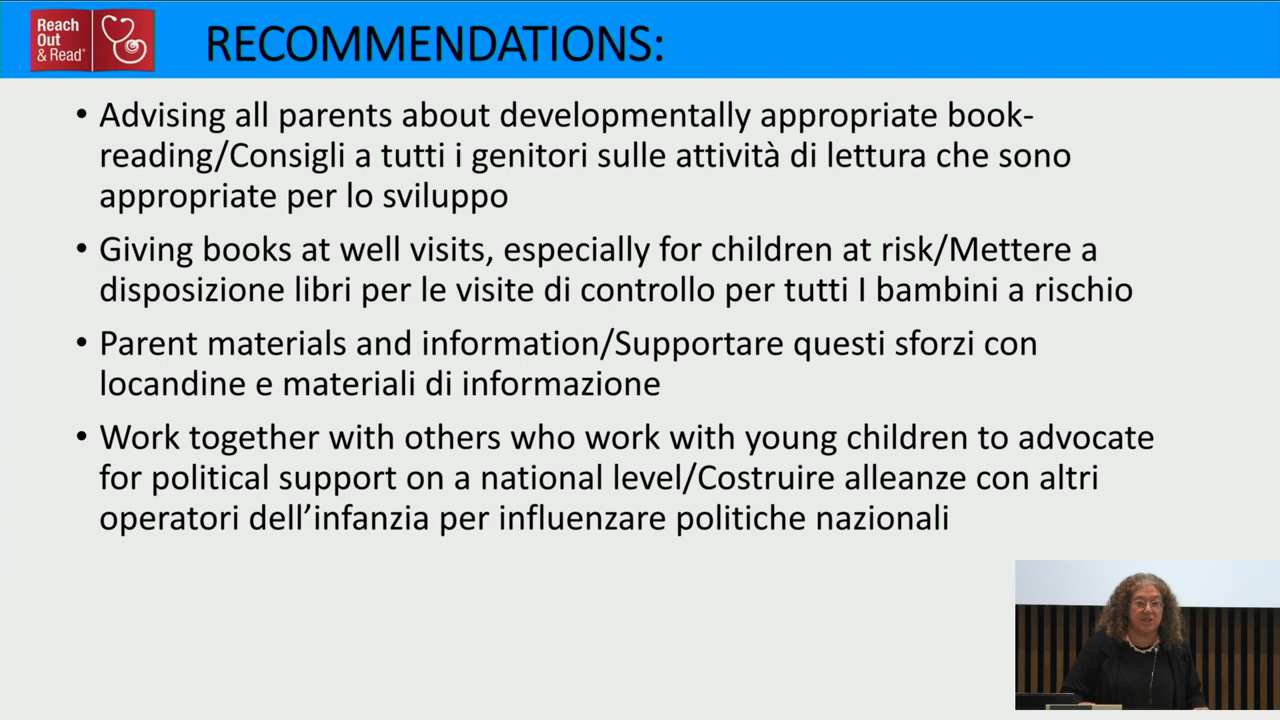 Reach
Out
& Read®
RECOMMENDATIONS:
• Advising all parents about developmentally appropriate book-
reading/Consigli a tutti i genitori sulle attività di lettura che sono
appropriate per lo sviluppo
• Giving books at well visits, especially for children at risk/Mettere a
disposizione libri per le visite di controllo per tutti I bambini a rischio
• Parent materials and information/Supportare questi sforzi con
locandine e materiali di informazione
• Work together with others who work with young children to advocate
for political support on a national level/Costruire alleanze con altri
operatori dell’infanzia per influenzare politiche nazionali